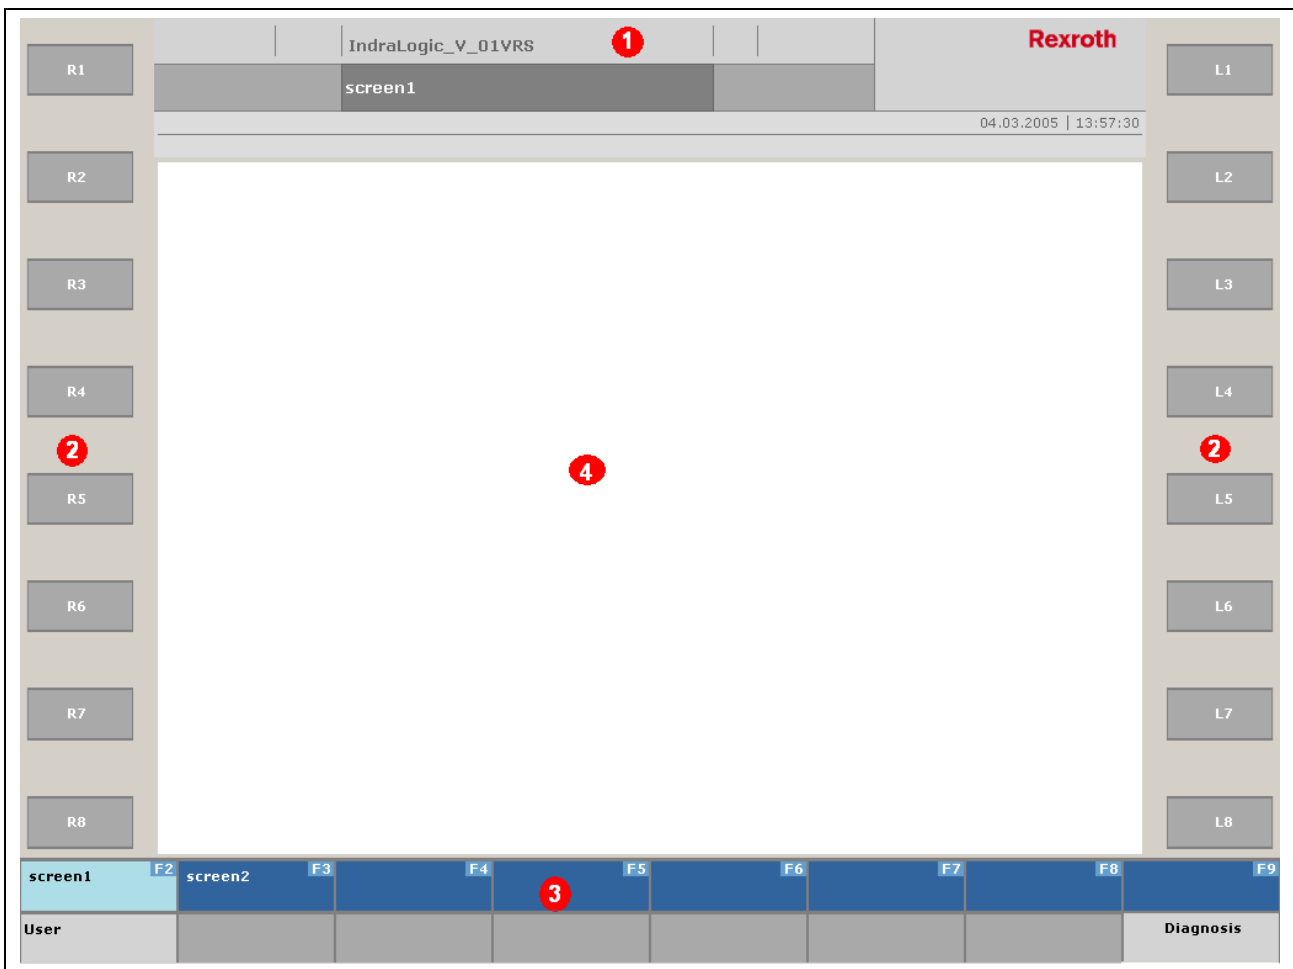 IndraLogic_V_01VRS
1
Rexroth
screen1
04.03.2005 | 13:57:30
R1
L1
R2
L2
R3
L3
R4
L4
2
4
2
R5
L5
R6
L6
R7
L7
R8
L8
screen1 F2 screen2 F3 F4 F5 F6 F7 F8 F9
3
User
Diagnosis